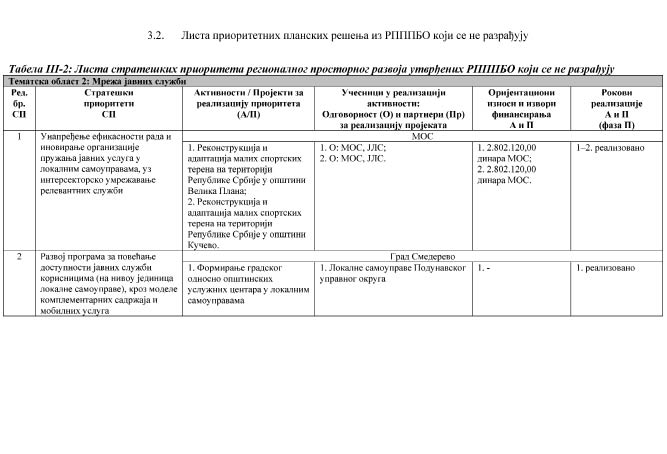 3.2. Листа приоритетних планских решења из РПППБО који се не разрађују
Табела III-2: Листа стратешких приоритета регионалног просторног развоја утврђених РПППБО који се не разрађују
Тематска област 2: Мрежа јавних служби
Ред. бр. СП
Стратешки приоритети СП
Активности / Пројекти за реализацију приоритета (А/П)
Учесници у реализацији активности: Одговорност (О) и партнери (Пр) за реализацију пројеката
Оријентациони износи и извори финансирања А и П
Рокови реализације А и П (фаза П)
1
Унапређење ефикасности рада и
иновирање организације
пружања јавних услуга у
локалним самоуправама, уз
интерсекторско умрежавање
релевантних служби
МОС
1. Реконструкција и
адаптација малих спортских
терена на територији
Републике Србије у општини
Велика Плана;
2. Реконструкција и
адаптација малих спортских
терена на територији
Републике Србије у општини
Кучево.
1. О: МОС, ЈЛС;
2. О: МОС, ЈЛС.
1. 2.802.120,00
динара МОС;
2. 2.802.120,00
динара МОС.
1–2. реализовано
2
Развој програма за повећање
доступности јавних служби
корисницима (на нивоу јединица
локалне самоуправе), кроз моделе
комплементарних садржаја и
мобилних услуга
Град Смедерево
1. Формирање градског
односно општинских
услужних центара у локалним
самоуправама
1. Локалне самоуправе Подунавског
управног округа
1. -
1. реализовано